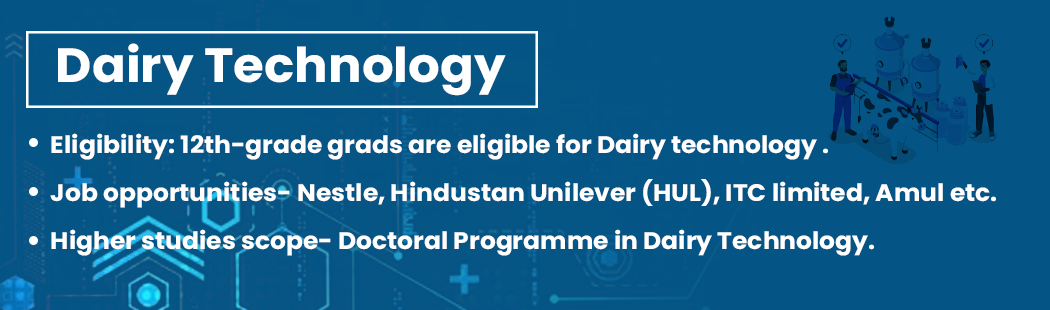 Dairy Technology
• Eligibility: 12th-grade grads are eligible for Dairy technology .
• Job opportunities- Nestle, Hindustan Unilever (HUL), ITC limited, Amul etc.
• Higher studies scope- Doctoral Programme in Dairy Technology.